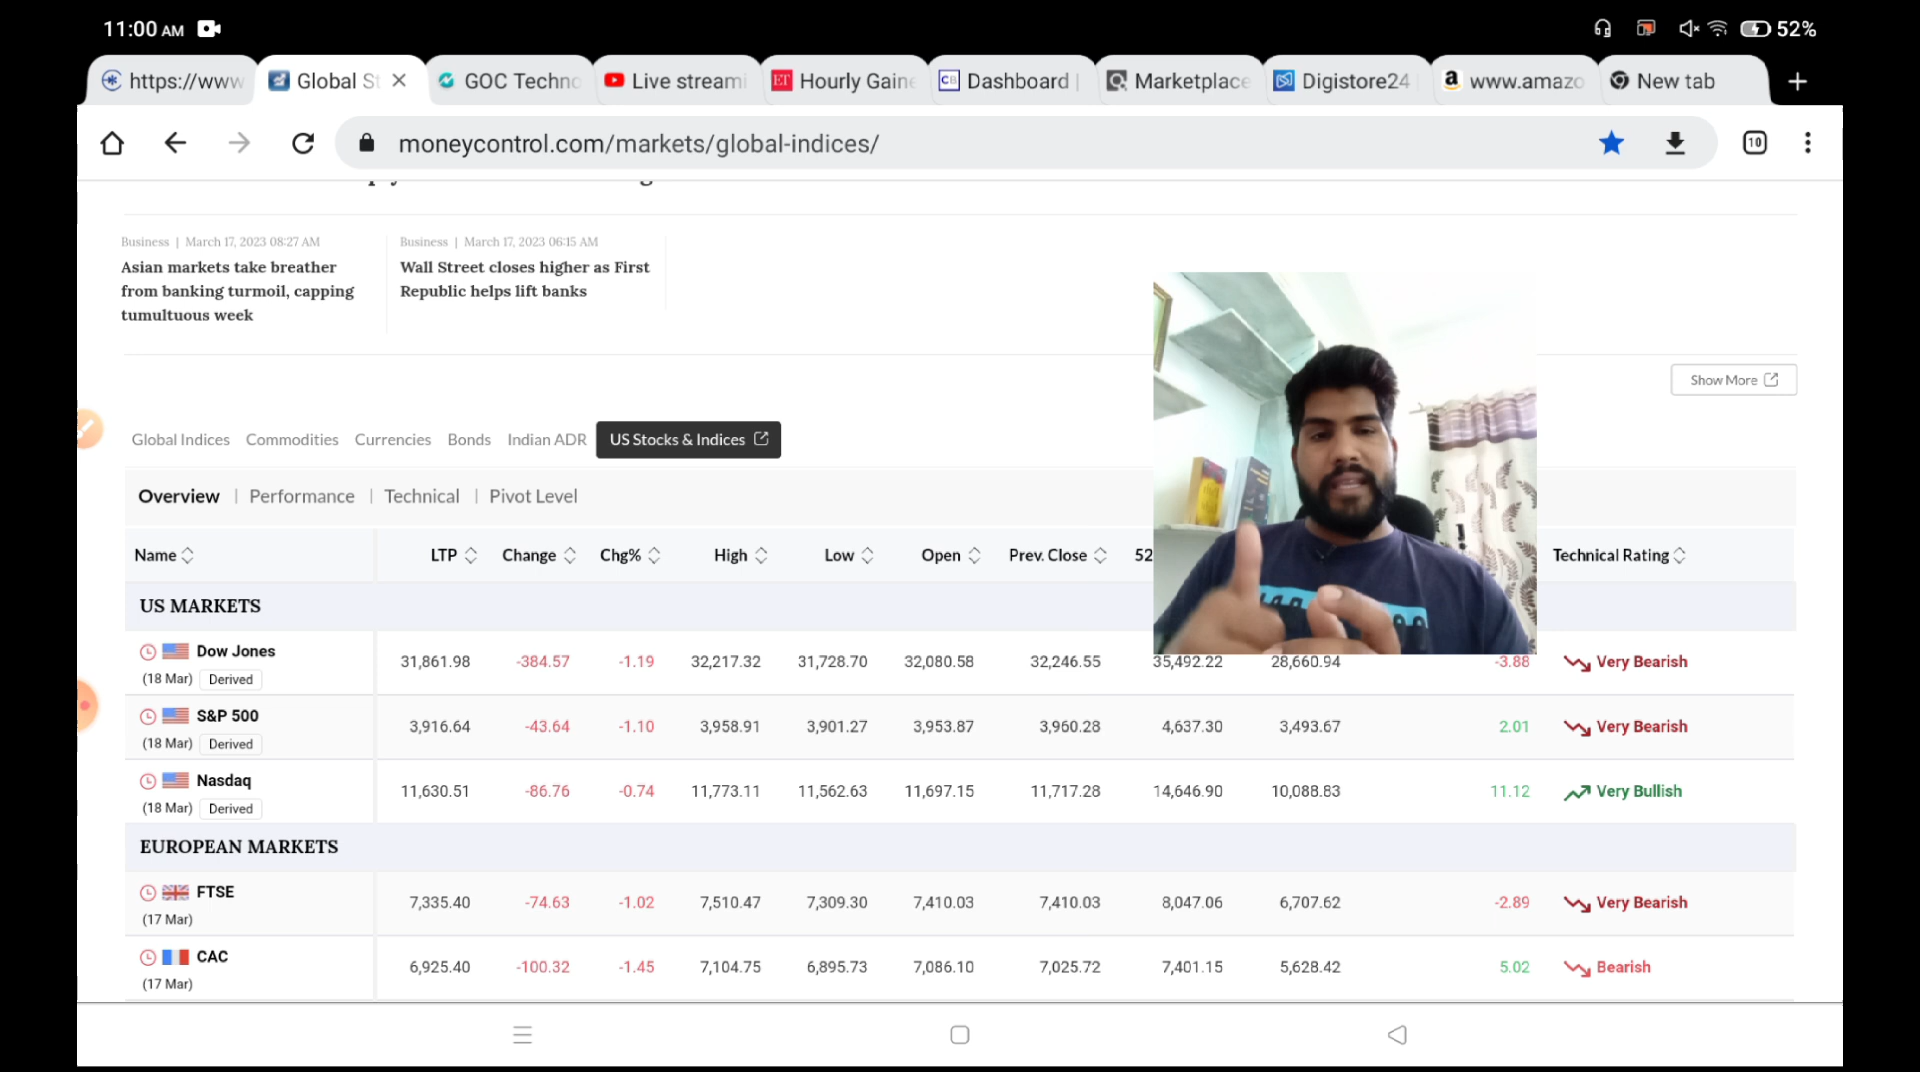 11:00 AM 52%
https://www Global St GOC Techno Live streami Hourly Gaine Dashboard | Marketplace Digistore24 www.amazo New tab
moneycontrol.com/markets/global-indices/ 10
Business | March 17, 2023 08:27 AM
Asian markets take breather
from banking turmoil, capping
tumultuous week
Business | March 17, 2023 06:15 AM
Wall Street closes higher as First
Republic helps lift banks
Show More
Global Indices Commodities Currencies Bonds Indian ADR US Stocks & Indices
Overview | Performance | Technical | Pivot Level
Name LTP Change Chg% High Low Open Prev. Close 52 Technical Rating
US MARKETS
Dow Jones
(18 Mar) Derived
31,861.98 -384.57 -1.19 32,217.32 31,728.70 32,080.58 32,246.55 35,492.22 28,660.94 -3.88 Very Bearish
S&P 500
(18 Mar) Derived
3,916.64 -43.64 -1.10 3,958.91 3,901.27 3,953.87 3,960.28 4,637.30 3,493.67 2.01 Very Bearish
Nasdaq
(18 Mar) Derived
11,630.51 -86.76 -0.74 11,773.11 11,562.63 11,697.15 11,717.28 14,646.90 10,088.83 11.12 Very Bullish
EUROPEAN MARKETS
FTSE
(17 Mar)
7,335.40 -74.63 -1.02 7,510.47 7,309.30 7,410.03 7,410.03 8,047.06 6,707.62 -2.89 Very Bearish
CAC
(17 Mar)
6,925.40 -100.32 -1.45 7,104.75 6,895.73 7,086.10 7,025.72 7,401.15 5,628.42 5.02 Bearish